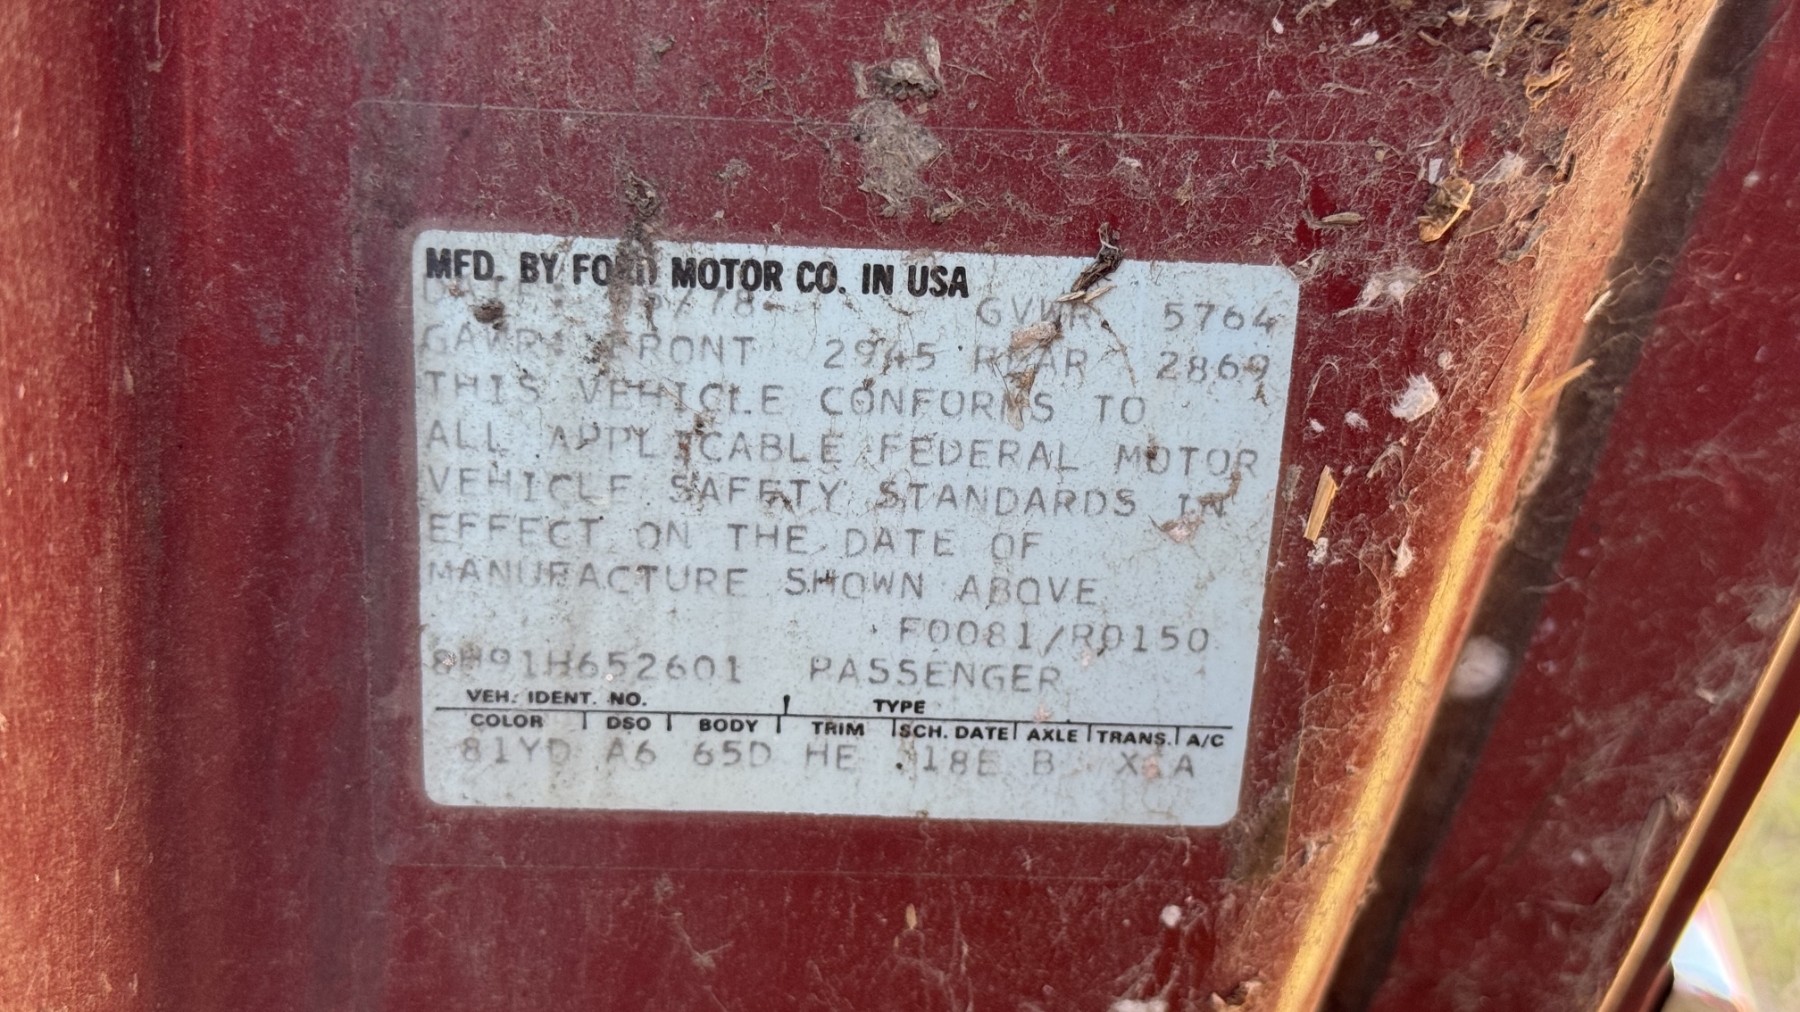 MFD. BY FORD MOTOR CO. IN USA
/78 GVWR 5764
GAWR: FRONT 2945 REAR 2869
THIS VEHICLE CONFORMS TO
ALL APPLICABLE FEDERAL MOTOR
VEHICLE SAFETY STANDARDS IN
EFFECT ON THE DATE OF
MANUFACTURE SHOWN ABOVE
F0081/R0150
8H91H652601 PASSENGER
VEH. IDENT. NO. TYPE
COLOR DSO BODY TRIM SCH. DATE AXLE TRANS. A/C
81YD A6 65D HE 18E B X A